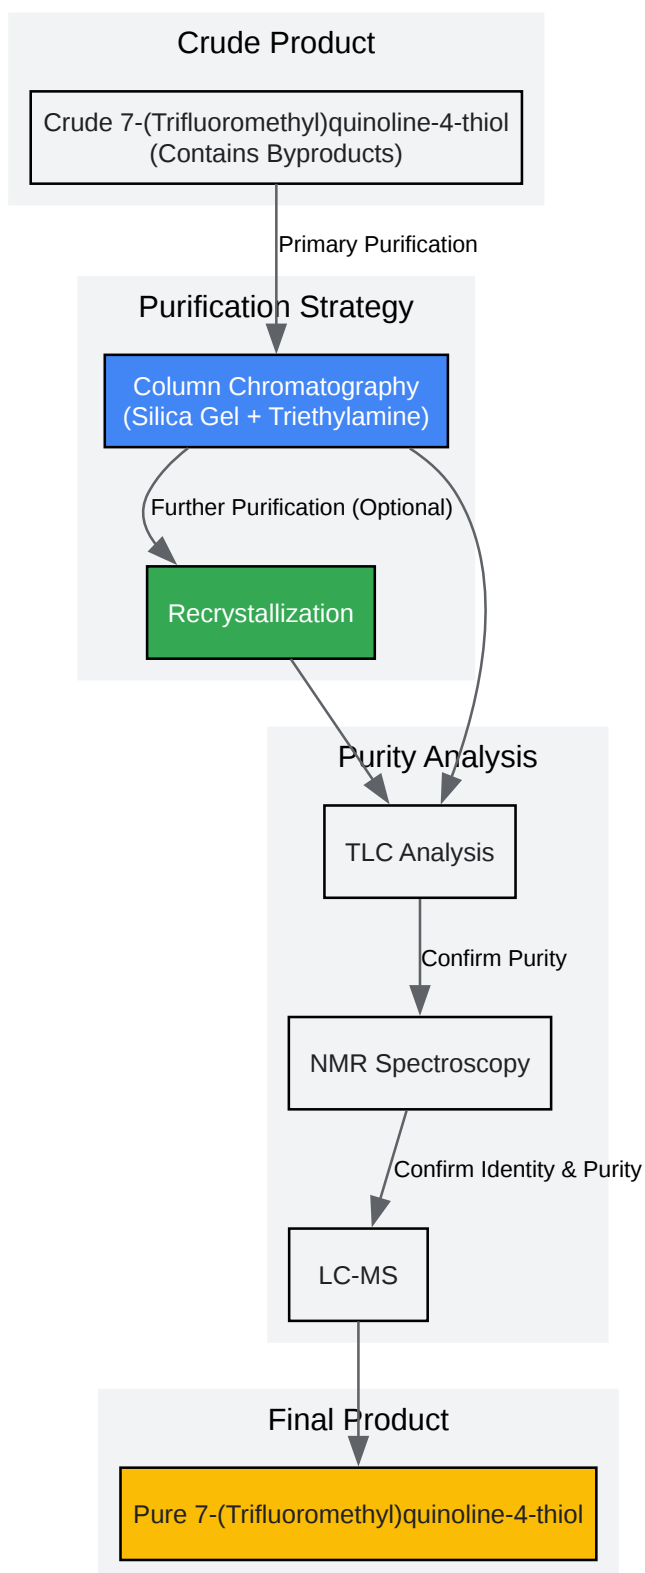 Crude Product
Crude 7-(Trifluoromethyl)quinoline-4-thiol
(Contains Byproducts)
Primary Purification
Purification Strategy
Column Chromatography
(Silica Gel + Triethylamine)
Further Purification (Optional)
Recrystallization
Purity Analysis
TLC Analysis
Confirm Purity
NMR Spectroscopy
Confirm Identity & Purity
LC-MS
Final Product
Pure 7-(Trifluoromethyl)quinoline-4-thiol